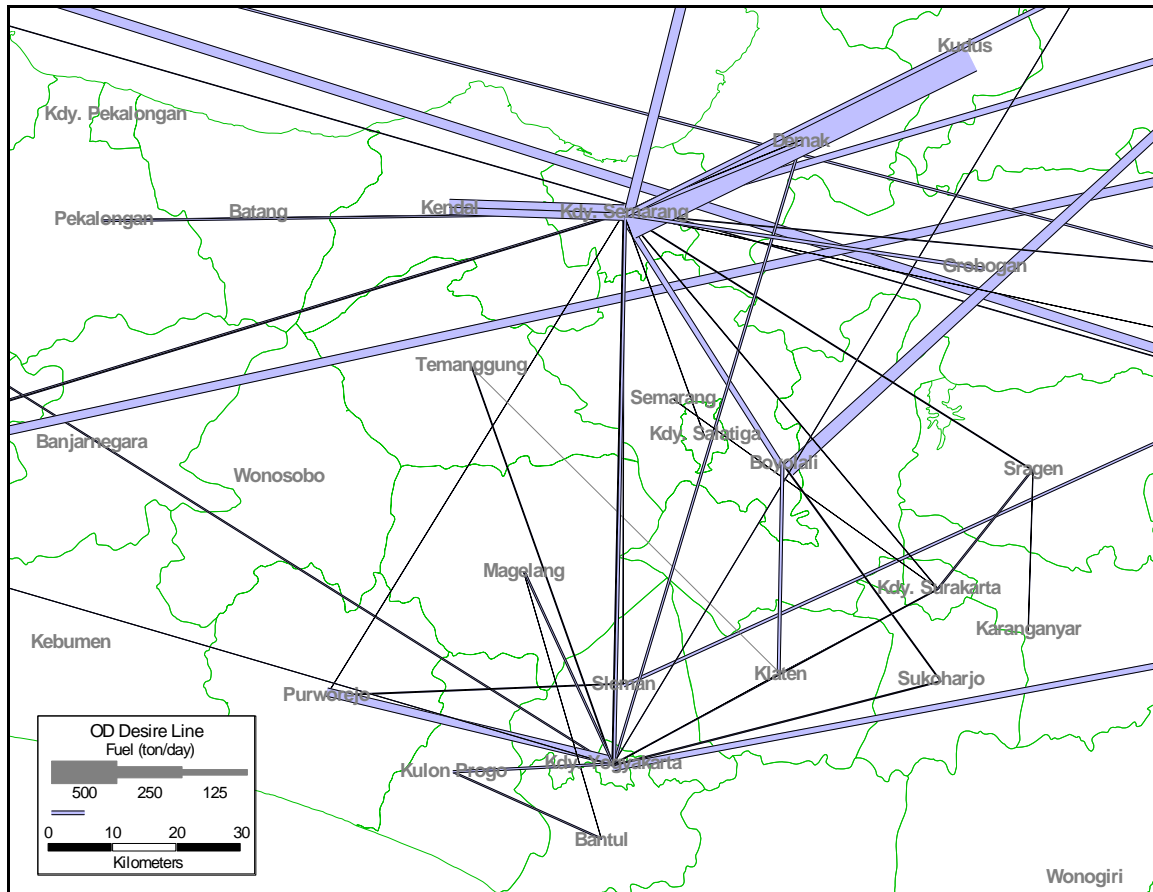 Kudus
Kdy. Pekalongan
Demak
Pekalongan
Batang
Kendal
Kdy. Semarang
Grobogan
Temanggung
Semarang
Kdy. Salatiga
Banjarnegara
Wonosobo
Boyolali
Sragen
Magelang
Kdy. Surakarta
Kebumen
Karanganyar
Purworejo
Sleman
Klaten
Sukoharjo
Kulon Progo
Kdy. Yogyakarta
Bantul
Wonogiri
OD Desire Line
Fuel (ton/day)
500 250 125
0 10 20 30
Kilometers